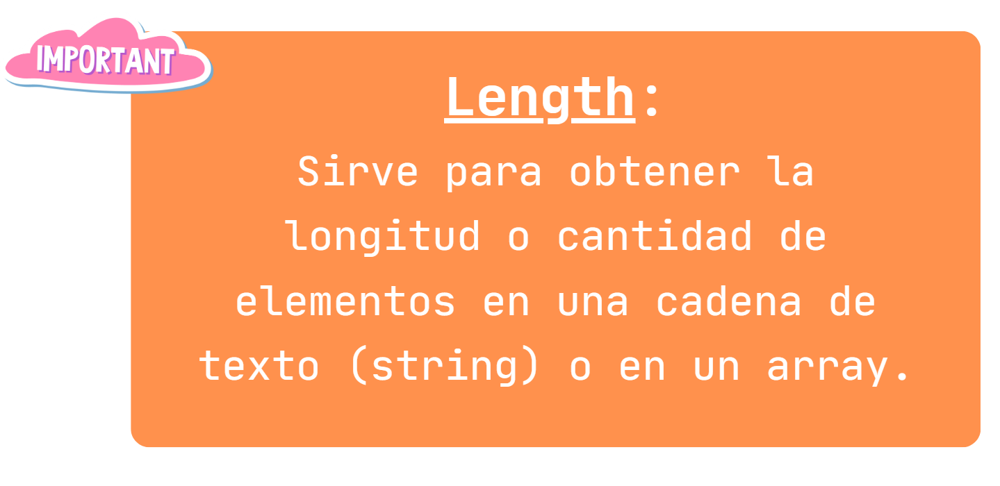 IMPORTANT
Length:
Sirve para obtener la
longitud o cantidad de
elementos en una cadena de
texto (string) o en un array.